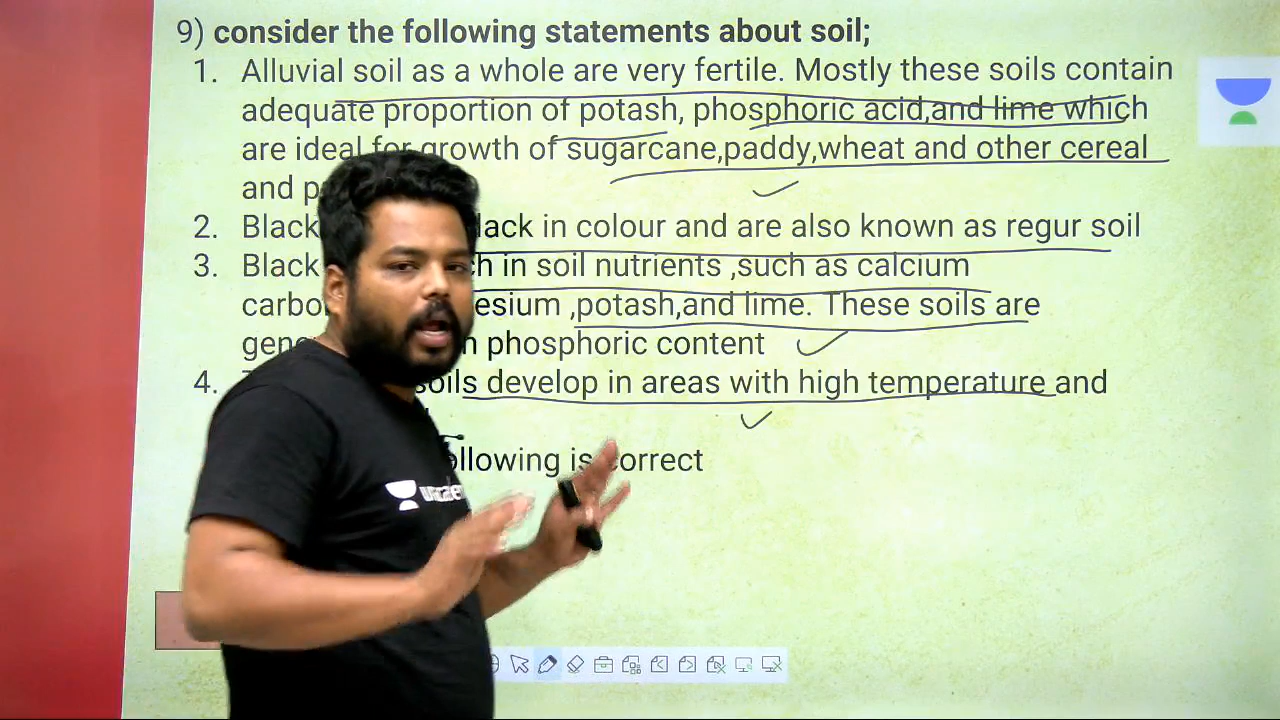 9) consider the following statements about soil;
1. Alluvial soil as a whole are very fertile. Mostly these soils contain
adequate proportion of potash, phosphoric acid,and lime which
are ideal for growth of sugarcane,paddy,wheat and other cereal
and
2. Black in colour and are also known as regur soil
3. Black in soil nutrients ,such as calcium
,potash,and lime. These soils are
phosphoric content
4. soils develop in areas with high temperature and
following is correct